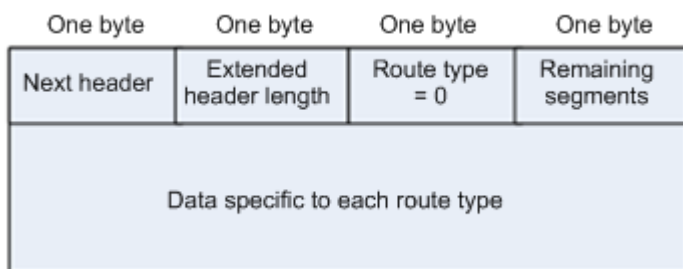 One byte One byte One byte One byte
Next header Extended header length Route type = 0 Remaining segments
Data specific to each route type